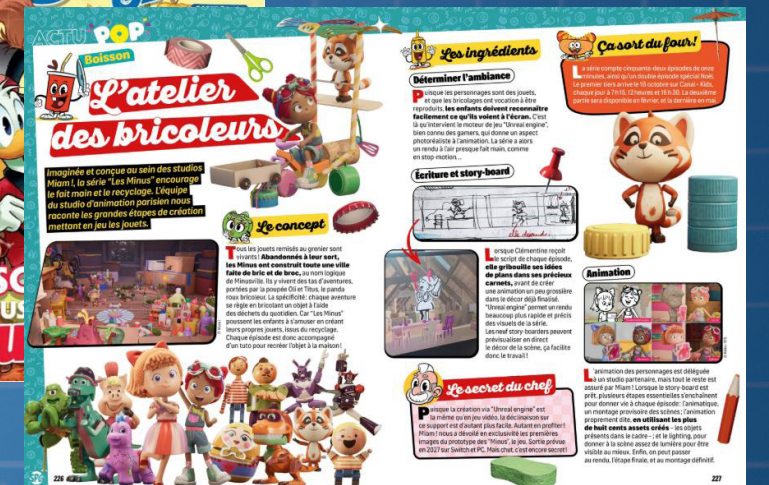 ACTU POP
Boisson
L'atelier
des bricoleurs
Imaginée et conçue au sein des studios
Miam !, la série "Les Minus" encourage
le fait main et le recyclage. L'équipe
du studio d'animation parisien nous
raconte les grandes étapes de création
mettant en jeu les jouets.
Le concept
Tous les jouets remisés au grenier sont
vivants ! Abandonnés à leur sort,
les Minus ont construit toute une ville
faite de bric et de broc, au nom logique
de Minusville. Ils y vivent des tas d'aventures,
portées par la poupée Oli et Titus, le panda
roux bricoleur. La spécificité : chaque aventure
se règle en bricolant un objet à l'aide
des déchets du quotidien. Car "Les Minus"
poussent les enfants à s'amuser en créant
leurs propres jouets, issus du recyclage.
Chaque épisode est donc accompagné
d'un tuto pour recréer l'objet à la maison !
226
Les ingrédients
Déterminer l'ambiance
Puisque les personnages sont des jouets,
et que les bricolages ont vocation à être
reproduits, les enfants doivent reconnaître
facilement ce qu'ils voient à l'écran. C'est
là qu'intervient le moteur de jeu "Unreal engine",
bien connu des gamers, qui donne un aspect
photoréaliste à l'animation. La série a alors
un rendu à l'air presque fait main, comme
en stop-motion...
Écriture et story-board
Lorsque Clémentine reçoit
le script de chaque épisode,
elle gribouille ses idées
de plans dans ses précieux
carnets, avant de créer
une animation un peu grossière
dans le décor déjà finalisé.
"Unreal engine" permet un rendu
beaucoup plus rapide et précis
des visuels de la série.
Les neuf story-boarders peuvent
prévisualiser en direct
le décor de la scène, ça facilite
donc le travail !
Le secret du chef
Puisque la création via "Unreal engine" est
la même qu'en jeu vidéo, la déclinaison sur
ce support est d'autant plus facile. Autant en profiter !
Miam ! nous a dévoilé en exclusivité les premières
images du prototype des "Minus", le jeu. Sortie prévue
en 2027 sur Switch et PC. Mais chut, c'est encore secret !
Ça sort du four !
La série compte cinquante-deux épisodes de onze
minutes, ainsi qu'un double épisode spécial Noël.
Le premier tiers arrive le 18 octobre sur Canal + Kids,
chaque jour à 7h15, 12 heures et 16 h 30. La deuxième
partie sera disponible en février, et la dernière en mai.
Animation
L'animation des personnages est déléguée
à un studio partenaire, mais tout le reste est
assuré par Miam ! Lorsque le story-board est
prêt, plusieurs étapes essentielles s'enchaînent
pour donner vie à chaque épisode : l'animatique,
un montage provisoire des scènes ; l'animation
proprement dite, en utilisant les plus
de huit cents assets créés - les objets
présents dans le cadre - ; et le lighting, pour
donner à la scène assez de lumière pour être
visible au mieux. Enfin, on peut passer
au rendu, l'étape finale, et au montage définitif.
227